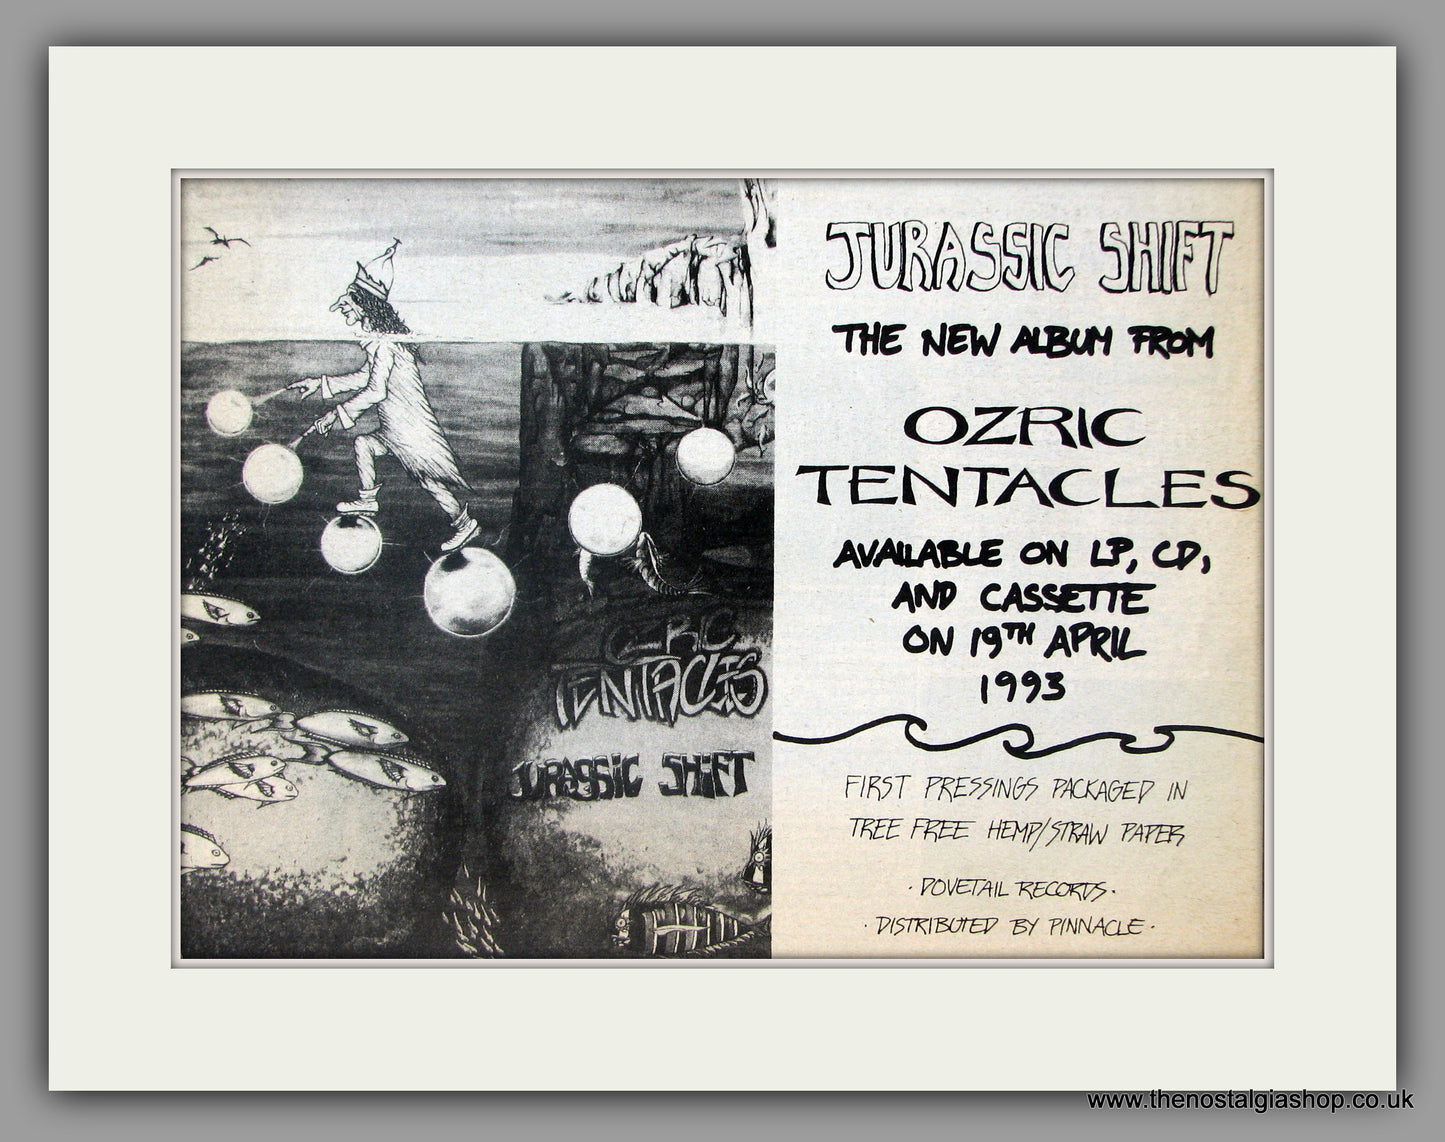 OZRIC
TENTACLES
JURASSIC SHIFT
JURASSIC SHIFT
THE NEW ALBUM FROM
OZRIC
TENTACLES
AVAILABLE ON LP, CD,
AND CASSETTE
ON 19TH APRIL
1993
FIRST PRESSINGS PACKAGED IN
TREE FREE HEMP/STRAW PAPER
· DOVETAIL RECORDS ·
· DISTRIBUTED BY PINNACLE ·
www.thenostalgiashop.co.uk